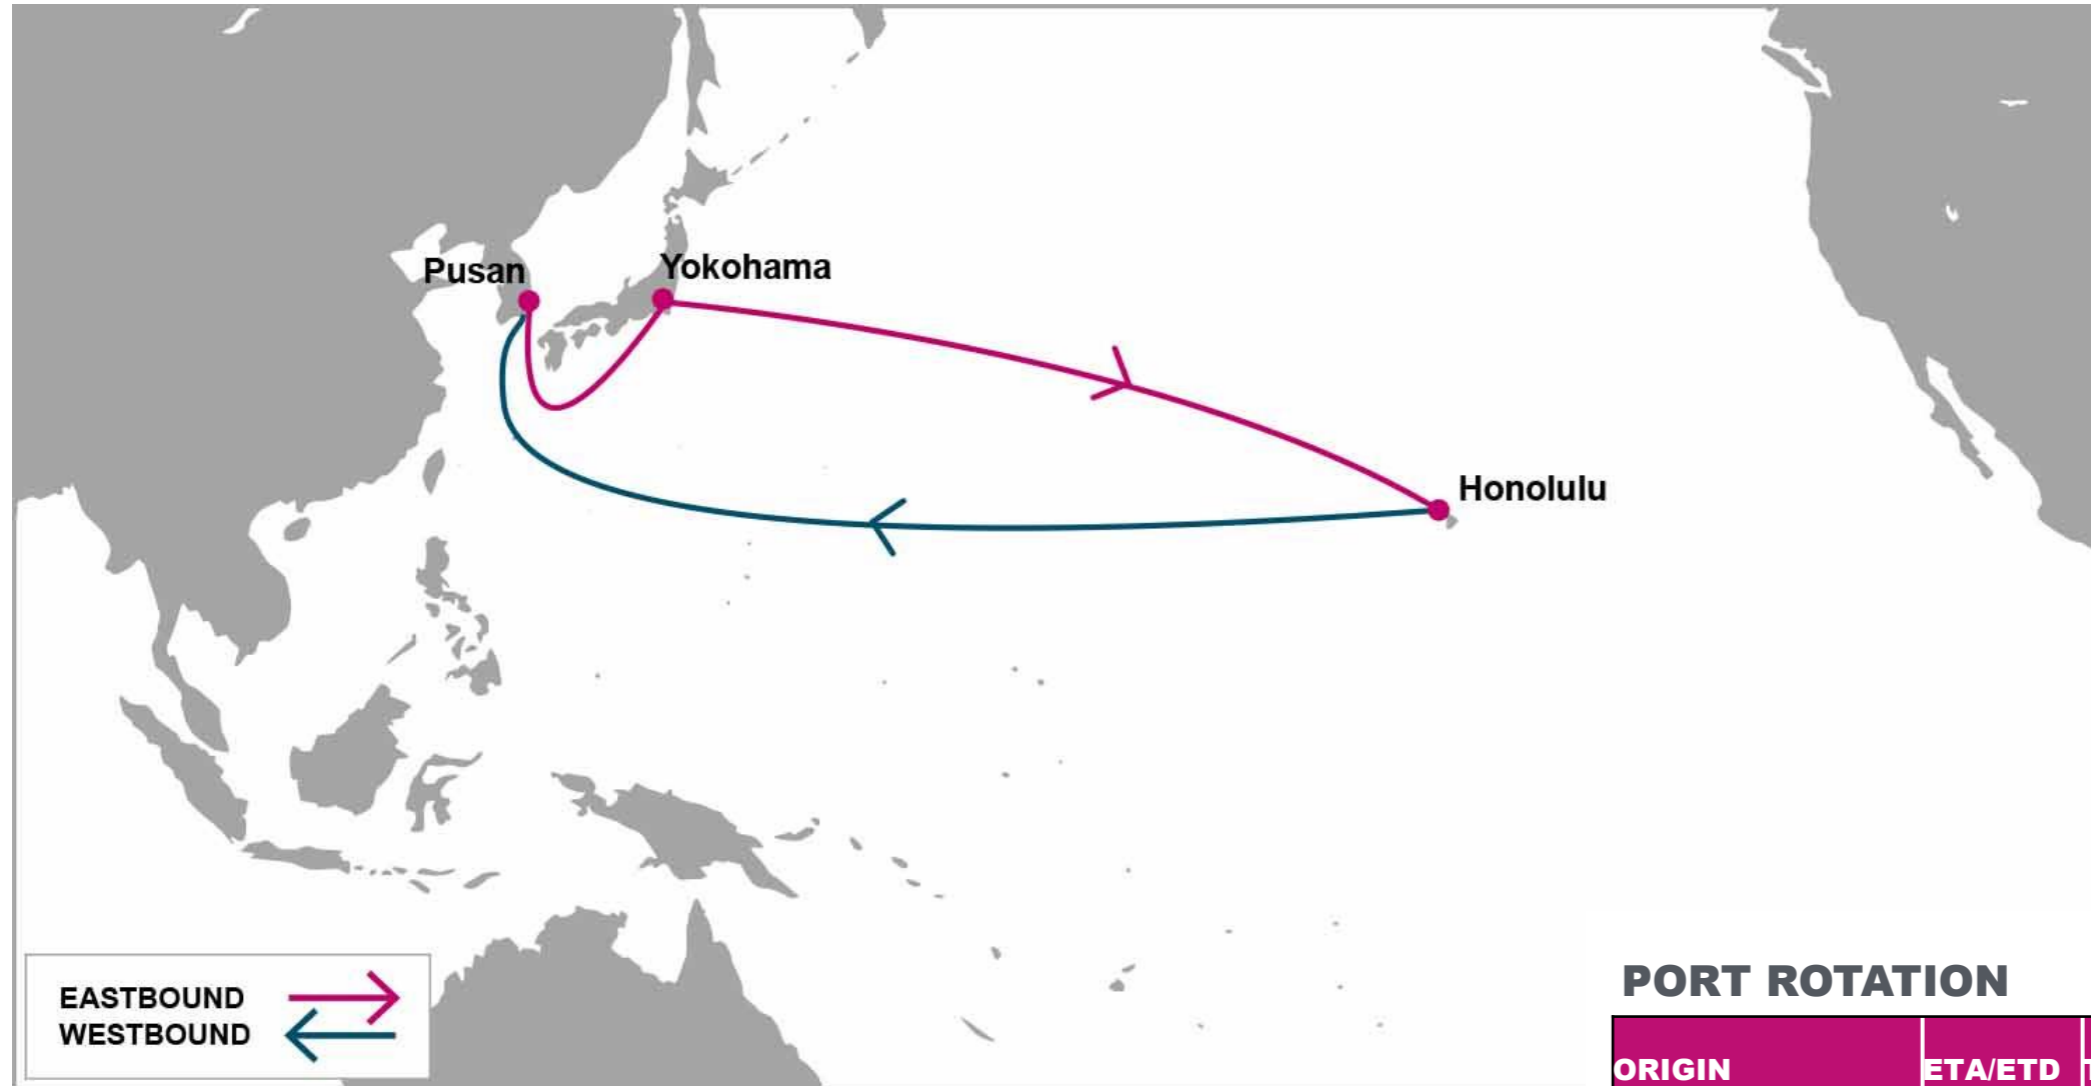 Pusan
Yokohama
Honolulu
EASTBOUND
WESTBOUND
PORT ROTATION
ORIGIN ETA/ETD